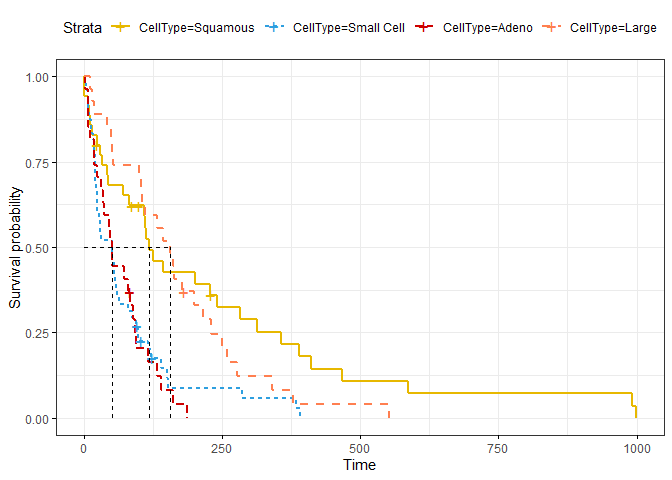 Strata CellType=Squamous CellType=Small Cell CellType=Adeno CellType=Large
1.00
0.75
0.50
0.25
0.00
Survival probability
0 250 500 750 1000
Time